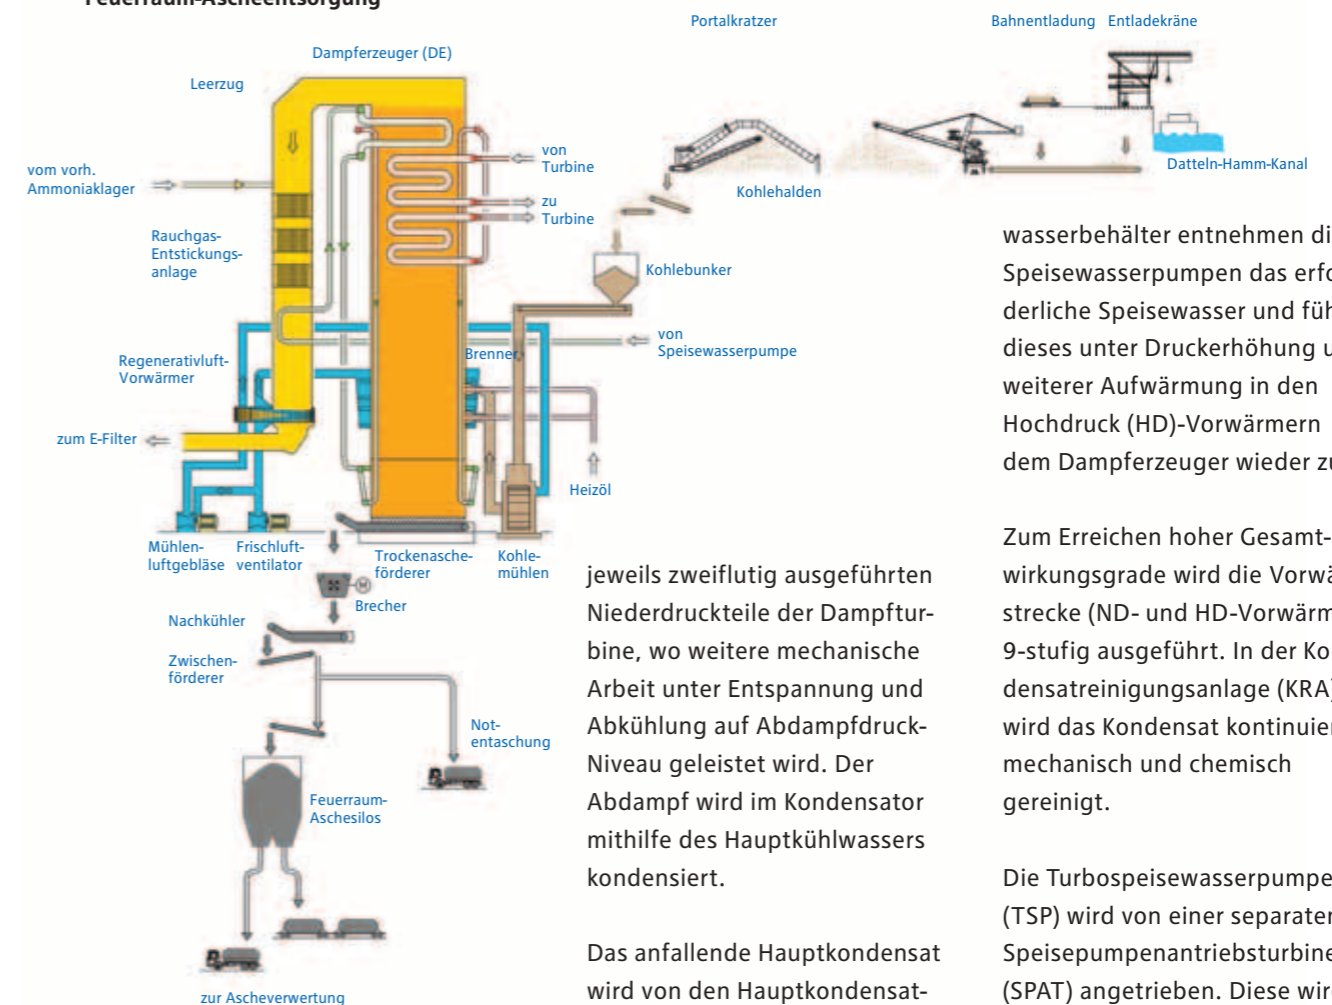 Feuerraum-Ascheentsorgung
Portalkratzer
Bahnentladung Entladekräne
Dampferzeuger (DE)
Leerzug
von
Turbine
zu
Turbine
vom vorh.
Ammoniaklager
Kohlehalden
Datteln-Hamm-Kanal
Rauchgas-
Entstickungs-
anlage
Kohlebunker
von
Speisewasserpumpe
Brenner
Regenerativluft-
Vorwärmer
zum E-Filter
Heizöl
Mühlen-
luftgebläse
Frischluft-
ventilator
Trockenasche-
förderer
Kohle-
mühlen
M
Brecher
Nachkühler
Zwischen-
förderer
Not-
entaschung
Feuerraum-
Aschesilos
zur Ascheverwertung
jeweils zweiflutig ausgeführten
Niederdruckteile der Dampftur-
bine, wo weitere mechanische
Arbeit unter Entspannung und
Abkühlung auf Abdampfdruck-
Niveau geleistet wird. Der
Abdampf wird im Kondensator
mithilfe des Hauptkühlwassers
kondensiert.
Das anfallende Hauptkondensat
wird von den Hauptkondensat-
wasserbehälter entnehmen di
Speisewasserpumpen das erfo
derliche Speisewasser und füh
dieses unter Druckerhöhung u
weiterer Aufwärmung in den
Hochdruck (HD)-Vorwärmern
dem Dampferzeuger wieder zu
Zum Erreichen hoher Gesamt-
wirkungsgrade wird die Vorwä
strecke (ND- und HD-Vorwärm
9-stufig ausgeführt. In der Ko
densatreinigungsanlage (KRA)
wird das Kondensat kontinuier
mechanisch und chemisch
gereinigt.
Die Turbospeisewasserpumpe
(TSP) wird von einer separaten
Speisepumpenantriebsturbine
(SPAT) angetrieben. Diese wird